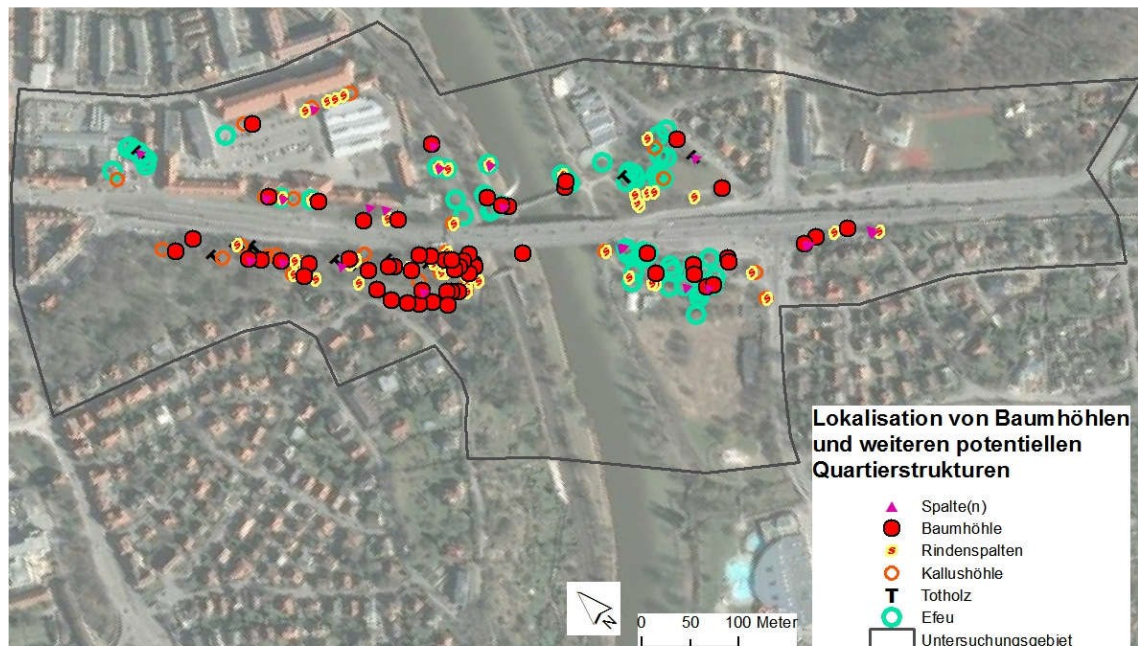 Lokalisation von Baumhöhlen
und weiteren potentiellen
Quartierstrukturen
Spalte(n)
Baumhöhle
Rindenspalten
Kallushöhle
T Totholz
Efeu
Untersuchungsgebiet
N
0 50 100 Meter